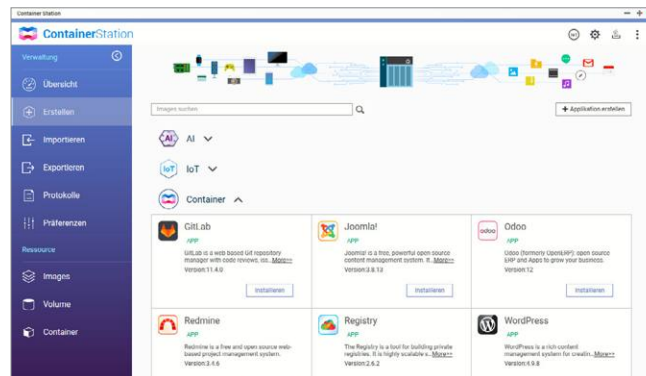 Container Station
ContainerStation
Verwaltung
Übersicht
Erstellen
Importieren
Exportieren
Protokolle
Präferenzen
Ressource
Images
Volume
Container
Images suchen
+ Applikation erstellen
AI AI
IoT IoT
Container
GitLab
APP
GitLab is a web based Git repository
manager with code reviews, iss...More>>
Version:11.4.0
Installieren
Joomla!
APP
Joomla! is a free, powerful open source
content management system. It...More>>
Version:3.8.13
Installieren
odoo
Odoo
APP
Odoo (formerly OpenERP): open source
ERP and Apps to grow your business.
Version:12
Installieren
Redmine
APP
Redmine is a free and open source web-
based project management system.
Version:3.4.6
Registry
APP
The Registry is a tool for building private
registries. It is highly scalable s...More>>
Version:2.6.2
WordPress
APP
WordPress is a rich content
management system for creatin...More>>
Version:4.9.8